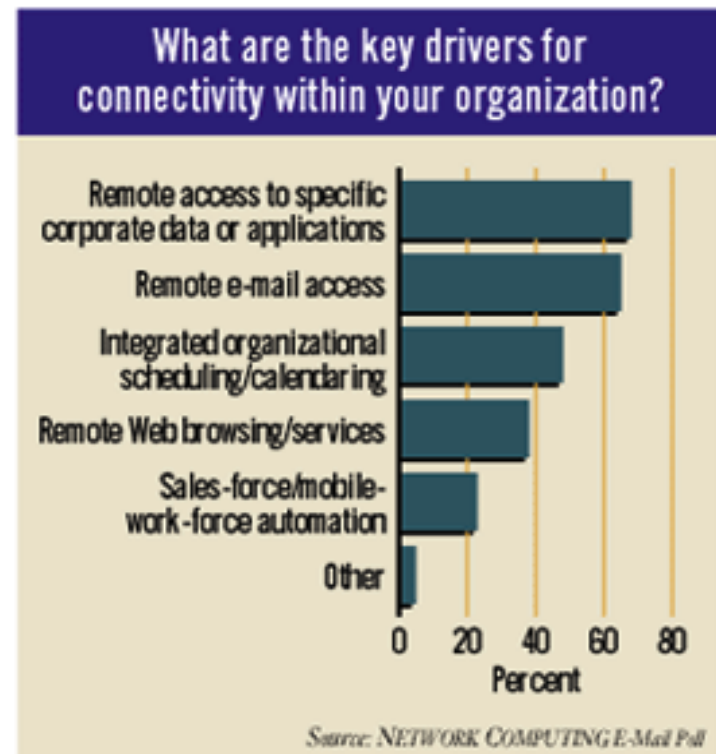 What are the key drivers for
connectivity within your organization?
Remote access to specific
corporate data or applications
Remote e-mail access
Integrated organizational
scheduling/calendaring
Remote Web browsing/services
Sales-force/mobile-
work-force automation
Other
0 20 40 60 80
Percent
Source: NETWORK COMPUTING E-Mail Poll